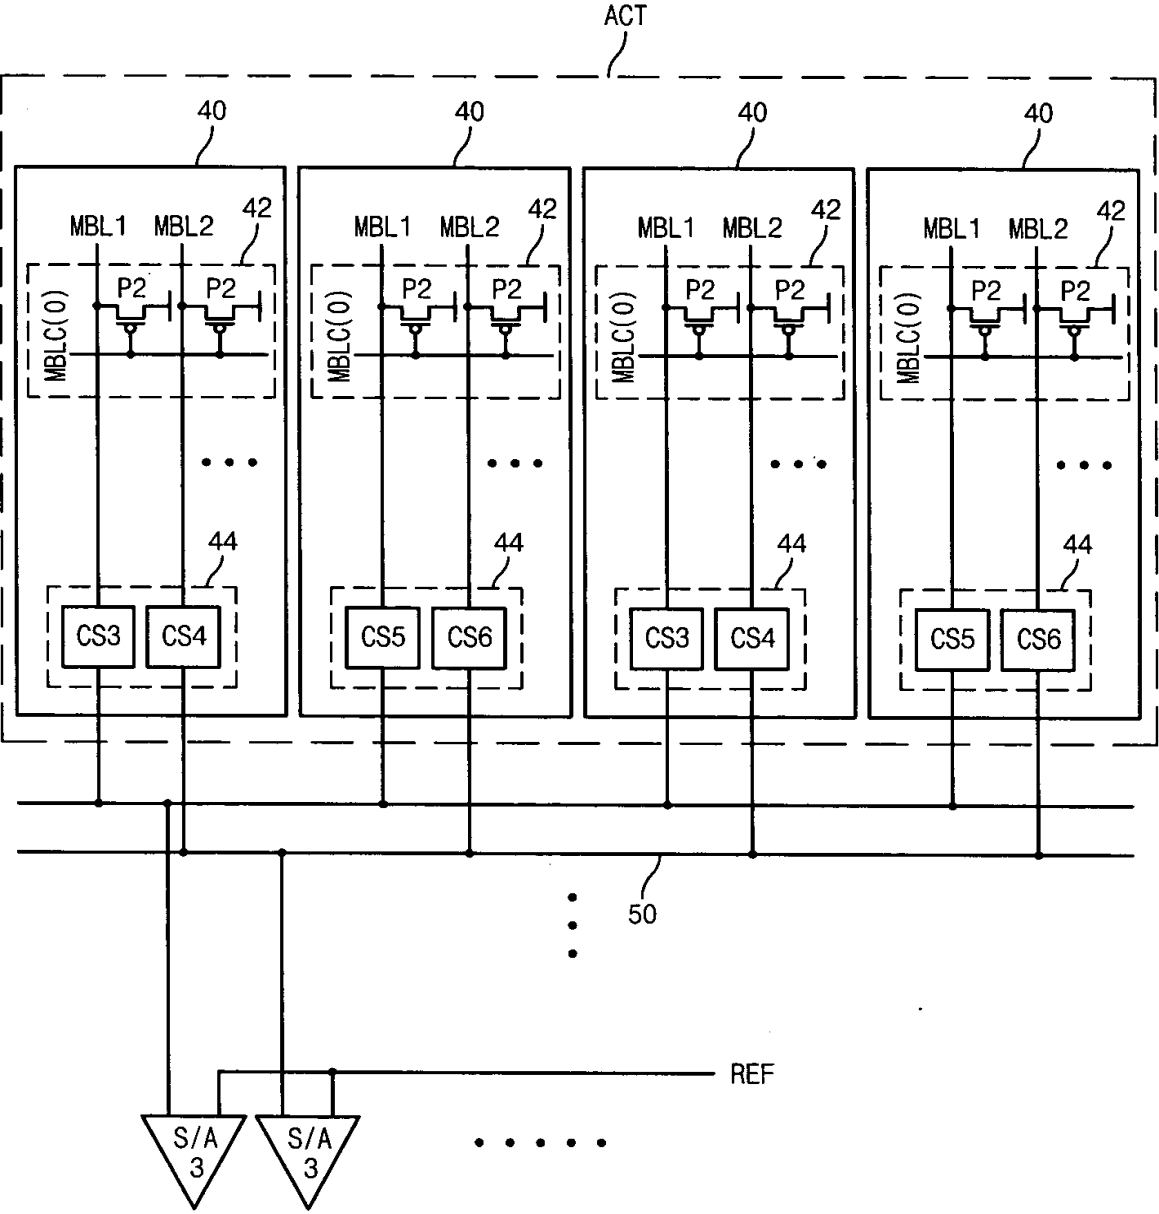 ACT
40 40 40 40
MBL1 MBL2 42 MBL1 MBL2 42 MBL1 MBL2 42 MBL1 MBL2 42
P2 P2 P2 P2 P2 P2 P2 P2
MBLC(0) MBLC(0) MBLC(0) MBLC(0)
44 44 44 44
CS3 CS4 CS5 CS6 CS3 CS4 CS5 CS6
50
REF
S/A S/A
3 3